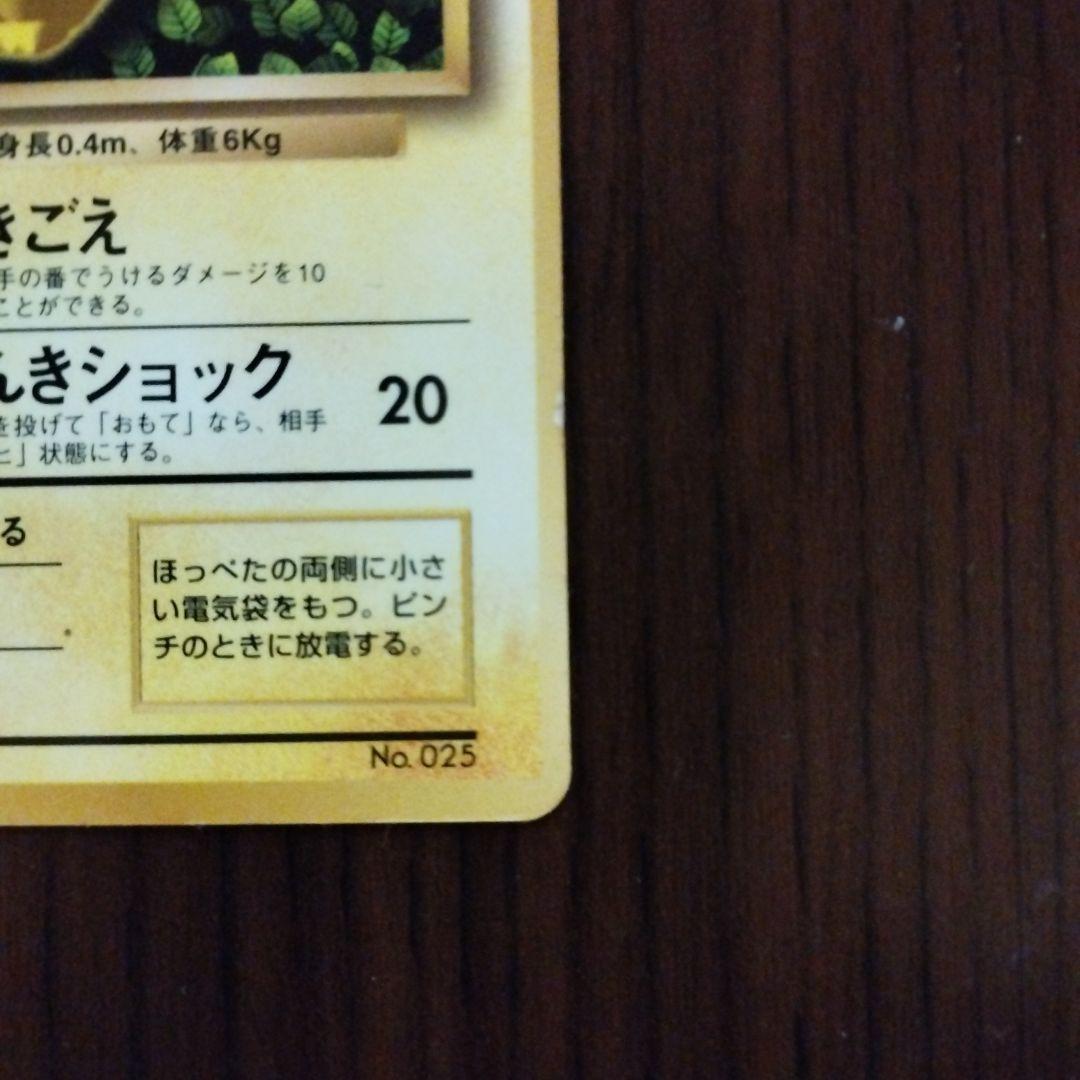 身長0.4m、体重6Kg
きごえ
手の番でうけるダメージを10
ことができる。
んきショック
20
を投げて「おもて」なら、相手
ヒ」状態にする。
る
ほっぺたの両側に小さ
い電気袋をもつ。ピン
チのときに放電する。
No. 025